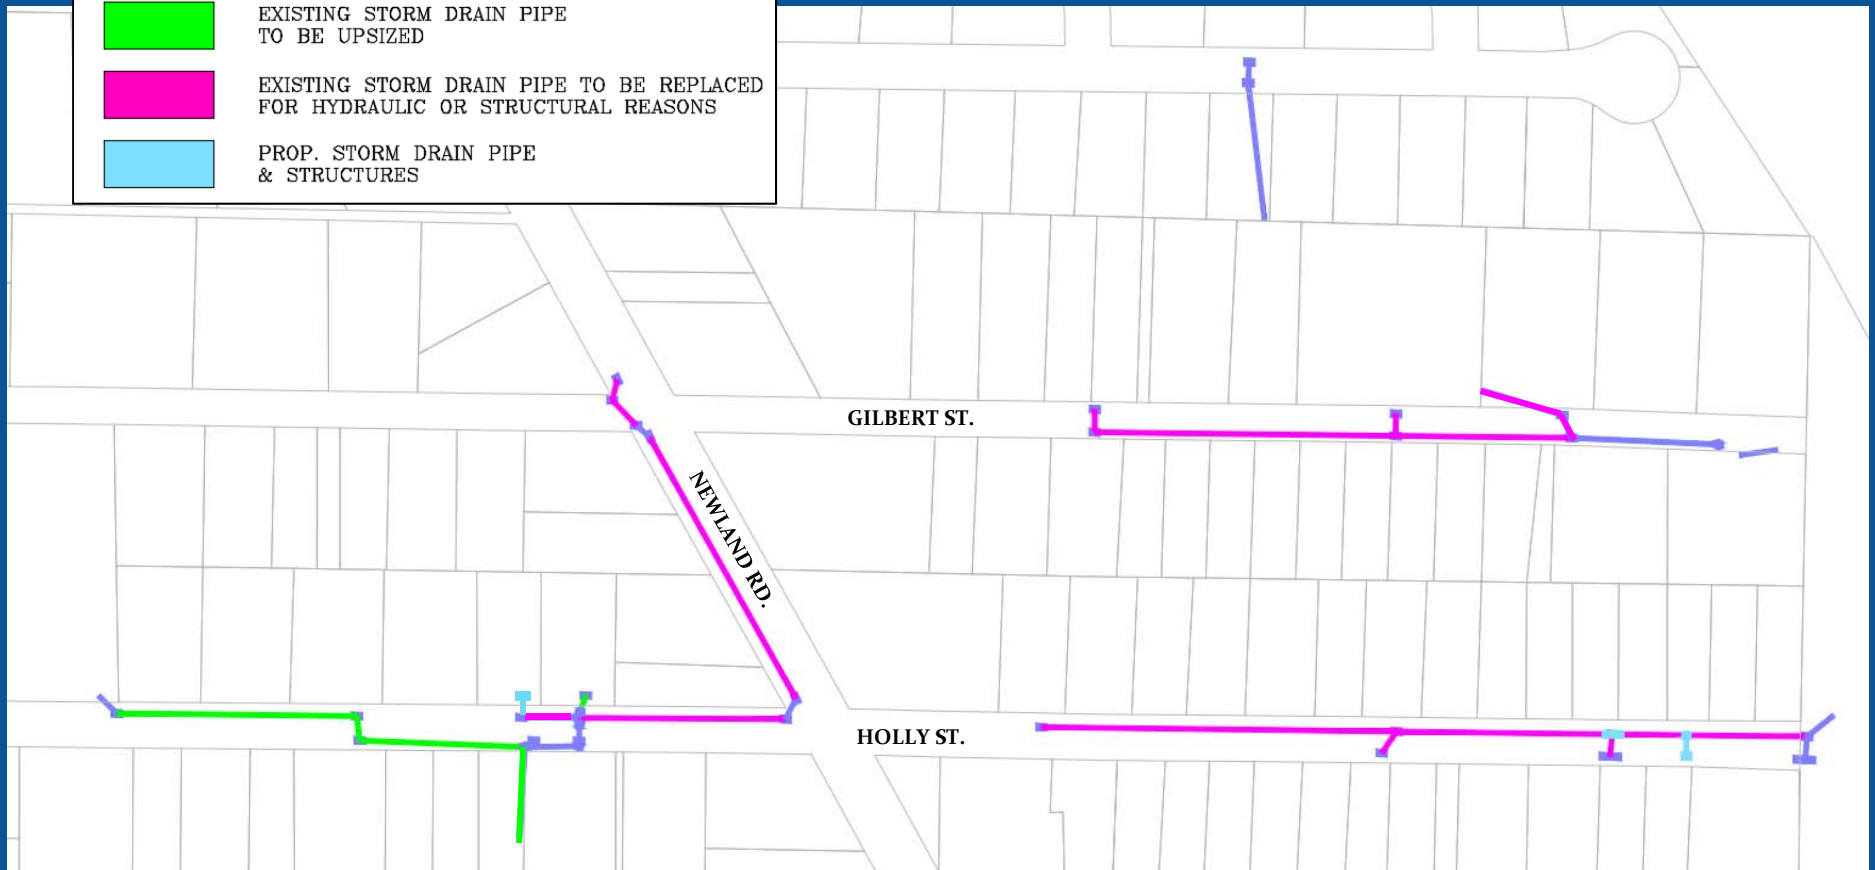 EXISTING STORM DRAIN PIPE
TO BE UPSIZED
EXISTING STORM DRAIN PIPE TO BE REPLACED
FOR HYDRAULIC OR STRUCTURAL REASONS
PROP. STORM DRAIN PIPE
& STRUCTURES
GILBERT ST.
NEWLAND RD.
HOLLY ST.